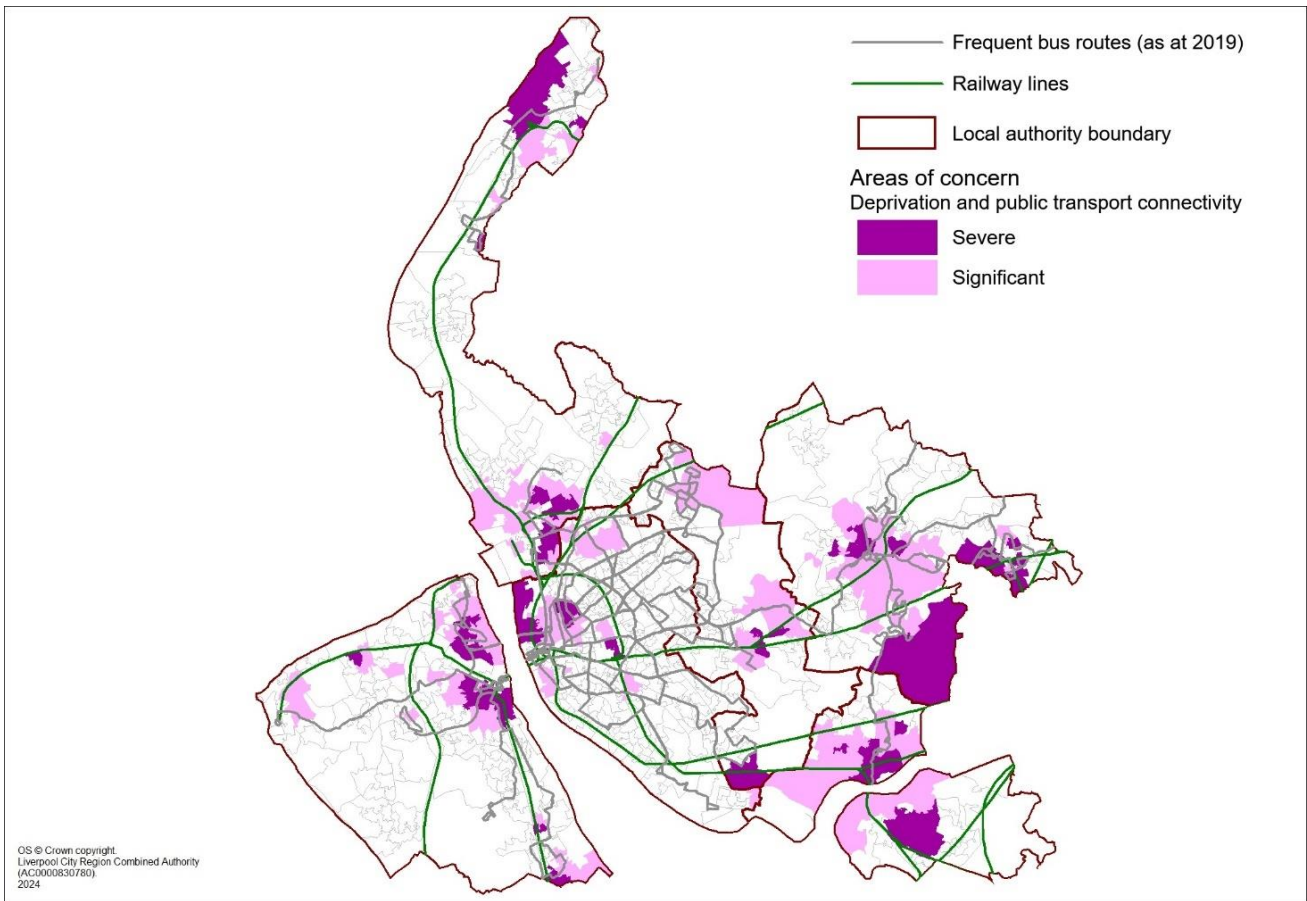 Frequent bus routes (as at 2019)
Railway lines
Local authority boundary
Areas of concern
Deprivation and public transport connectivity
Severe
Significant
OS © Crown copyright.
Liverpool City Region Combined Authority
(AC0000830780).
2024